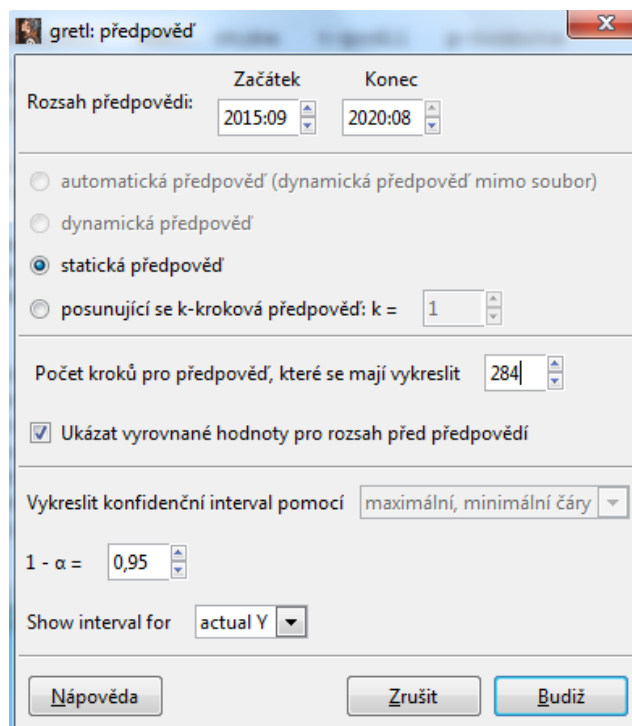 gretl: předpověď
Začátek Konec
Rozsah předpovědi: 2015:09 2020:08
automatická předpověď (dynamická předpověď mimo soubor)
dynamická předpověď
statická předpověď
posunující se k-kroková předpověď: k = 1
Počet kroků pro předpověď, které se mají vykreslit 284
Ukázat vyrovnané hodnoty pro rozsah před předpovědí
Vykreslit konfidenční interval pomocí maximální, minimální čáry
1 - α = 0,95
Show interval for actual Y
Nápověda Zrušit Budiž